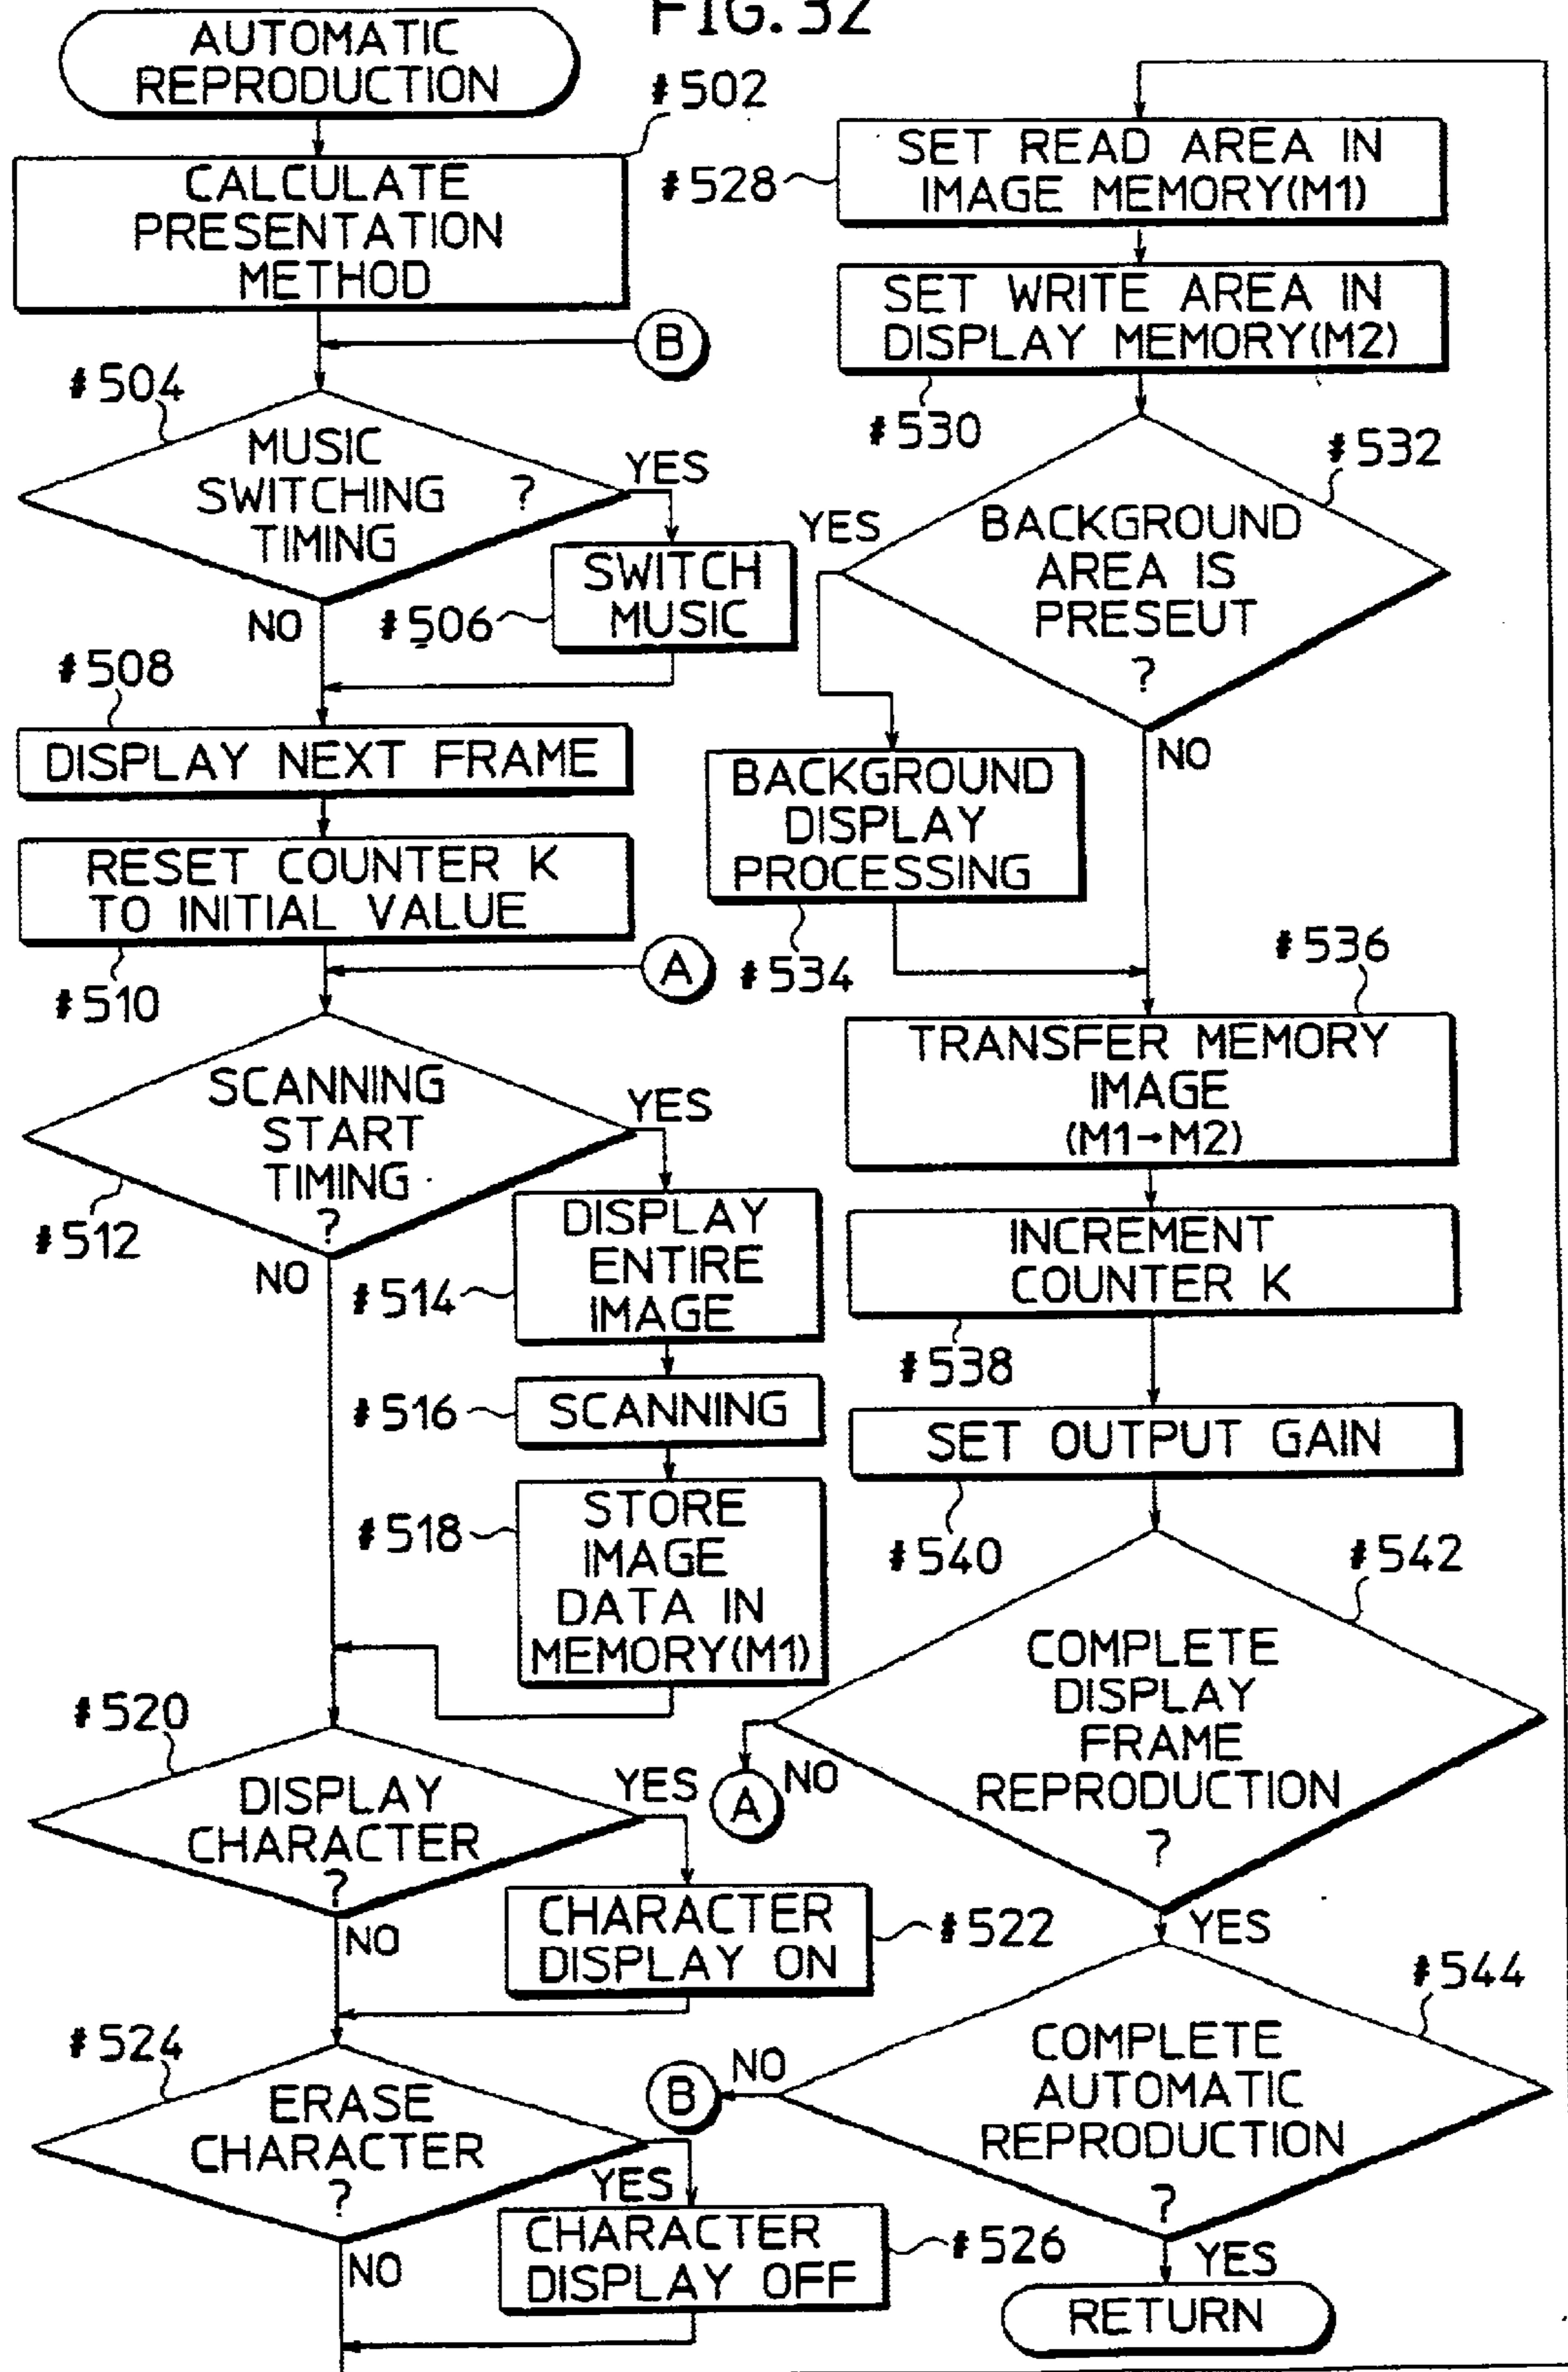 FIG. 32
AUTOMATIC
REPRODUCTION
#502
CALCULATE
PRESENTATION
METHOD
B
#504
MUSIC
SWITCHING ?
TIMING
YES
NO
#506
SWITCH
MUSIC
#508
DISPLAY NEXT FRAME
RESET COUNTER K
TO INITIAL VALUE
#510
A
SCANNING
START
TIMING
?
YES
#512
NO
#514
DISPLAY
ENTIRE
IMAGE
#516
SCANNING
#518
STORE
IMAGE
DATA IN
MEMORY(M1)
#520
DISPLAY
CHARACTER
?
YES
NO
CHARACTER
DISPLAY ON
#522
#524
ERASE
CHARACTER
?
YES
NO
CHARACTER
DISPLAY OFF
#526
#528
SET READ AREA IN
IMAGE MEMORY(M1)
SET WRITE AREA IN
DISPLAY MEMORY(M2)
#530
#532
YES
BACKGROUND
AREA IS
PRESEUT
?
NO
BACKGROUND
DISPLAY
PROCESSING
#534
#536
TRANSFER MEMORY
IMAGE
(M1→M2)
INCREMENT
COUNTER K
#538
SET OUTPUT GAIN
#540
#542
COMPLETE
DISPLAY
FRAME
REPRODUCTION
?
NO
A
YES
#544
COMPLETE
AUTOMATIC
REPRODUCTION
?
NO
B
YES
RETURN